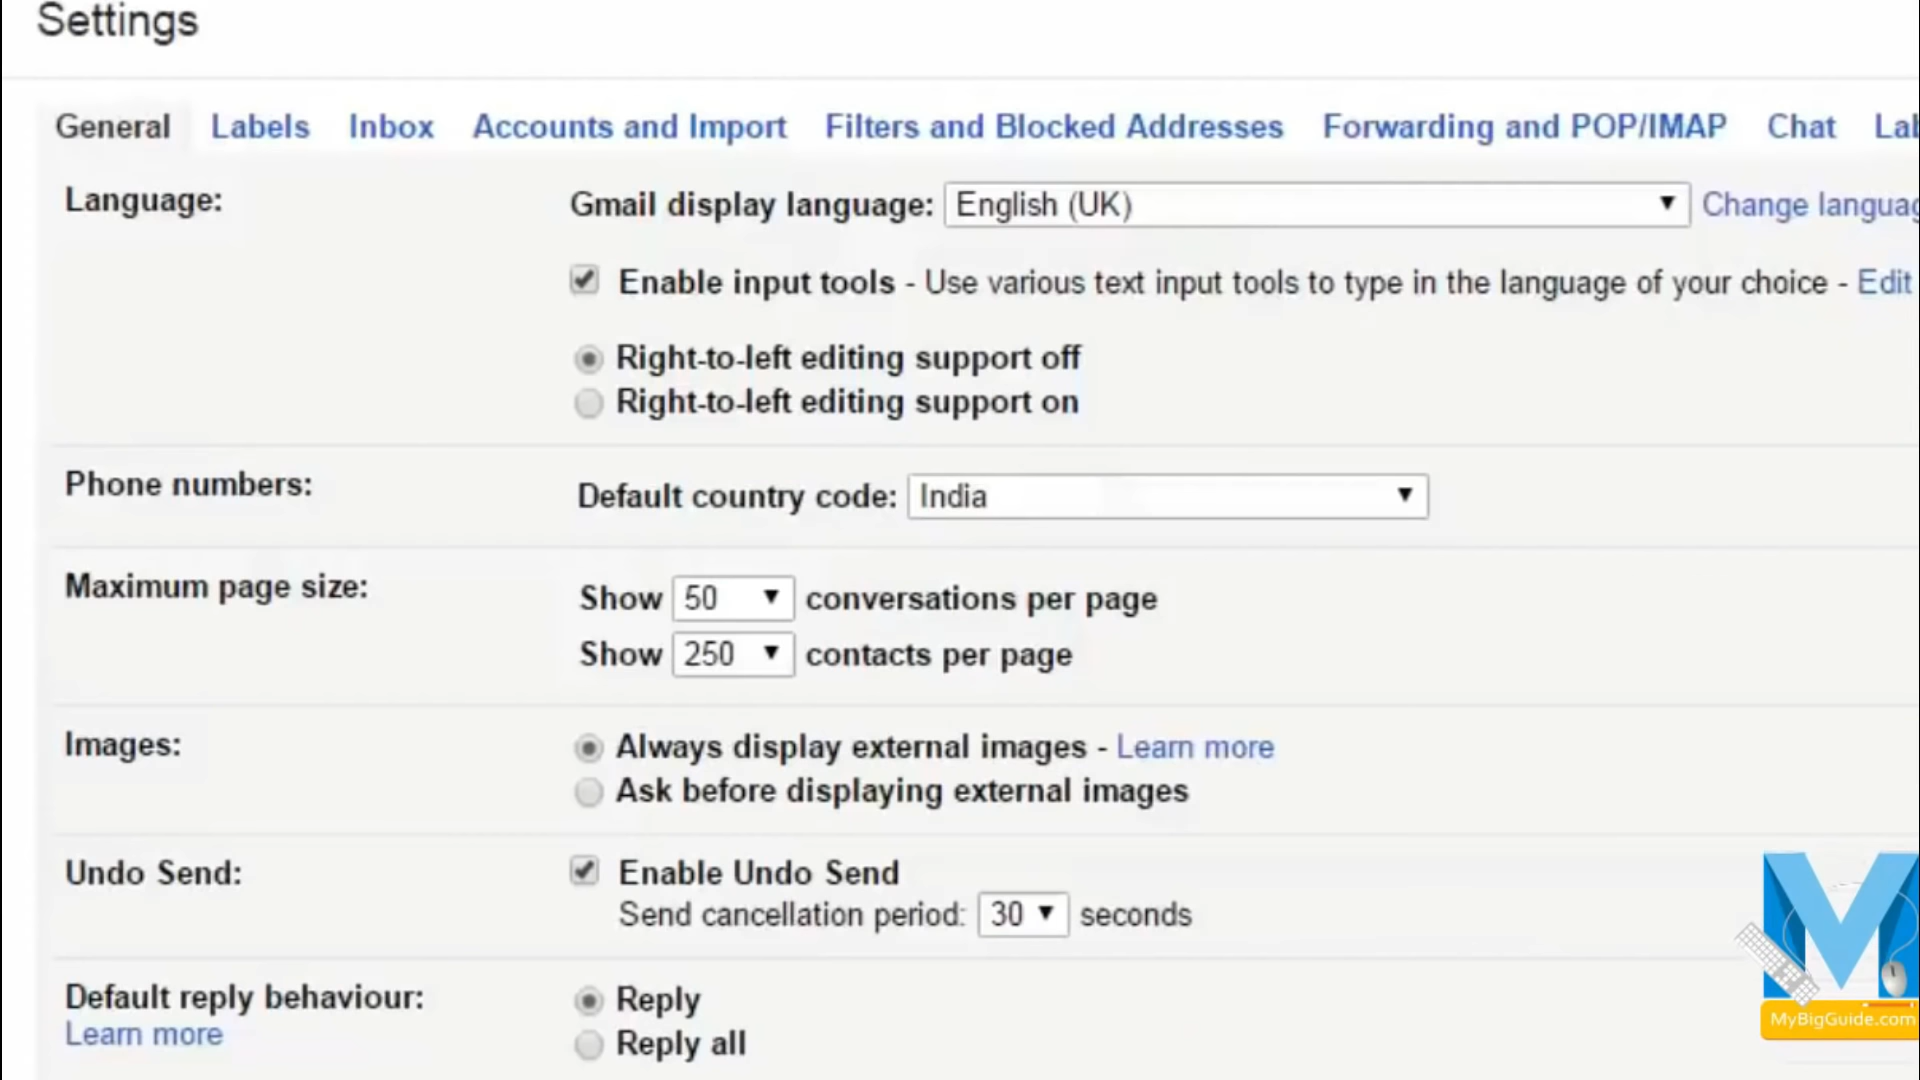 Settings
General Labels Inbox Accounts and Import Filters and Blocked Addresses Forwarding and POP/IMAP Chat Lab
Language: Gmail display language: English (UK) Change languag
Enable input tools - Use various text input tools to type in the language of your choice - Edit
Right-to-left editing support off
Right-to-left editing support on
Phone numbers: Default country code: India
Maximum page size: Show 50 conversations per page
Show 250 contacts per page
Images: Always display external images - Learn more
Ask before displaying external images
Undo Send: Enable Undo Send
Send cancellation period: 30 seconds
Default reply behaviour: Reply
Learn more
Reply all
MyBigGuide.com